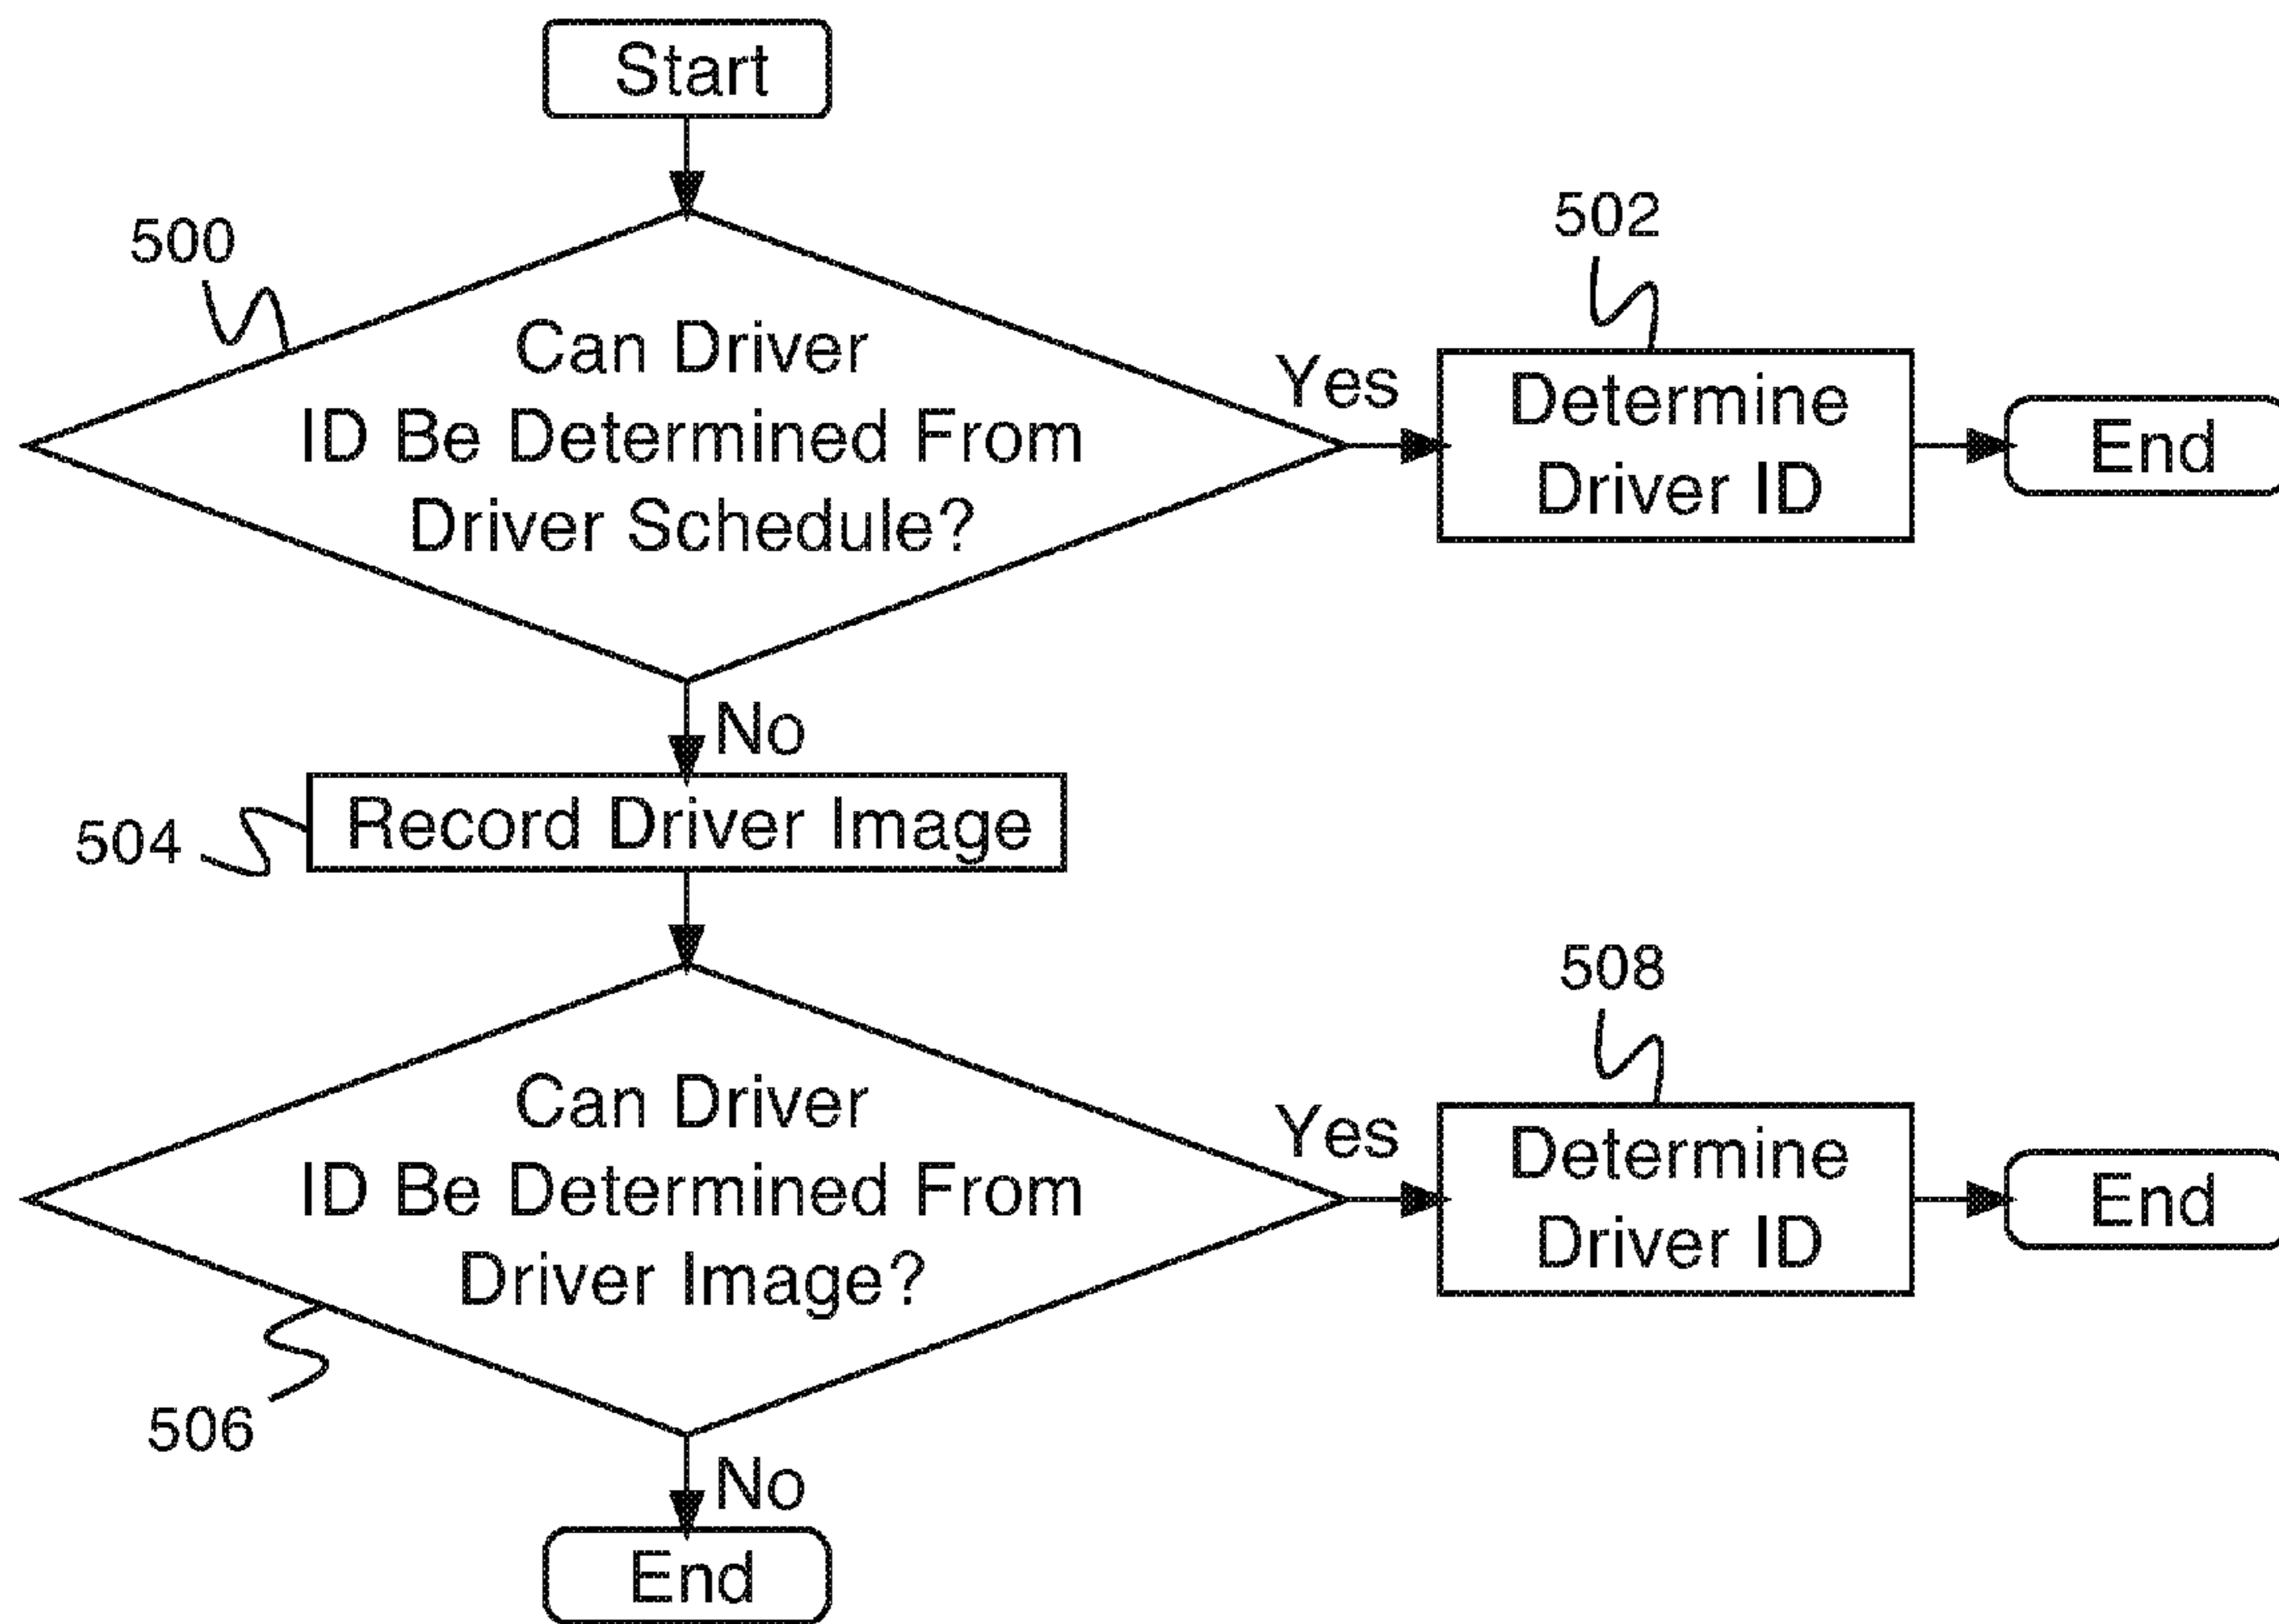 Start
500
Can Driver
ID Be Determined From
Driver Schedule?
Yes
502
Determine
Driver ID
End
No
504
Record Driver Image
506
Can Driver
ID Be Determined From
Driver Image?
Yes
508
Determine
Driver ID
End
No
End